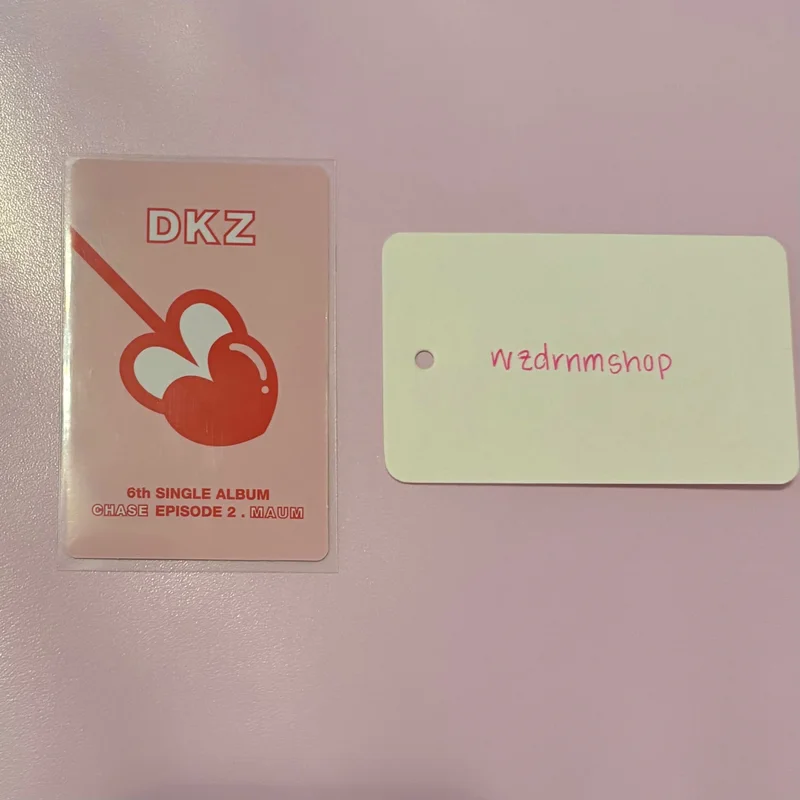 DKZ
6th SINGLE ALBUM
CHASE EPISODE 2 . MAUM
wzdrnmshop